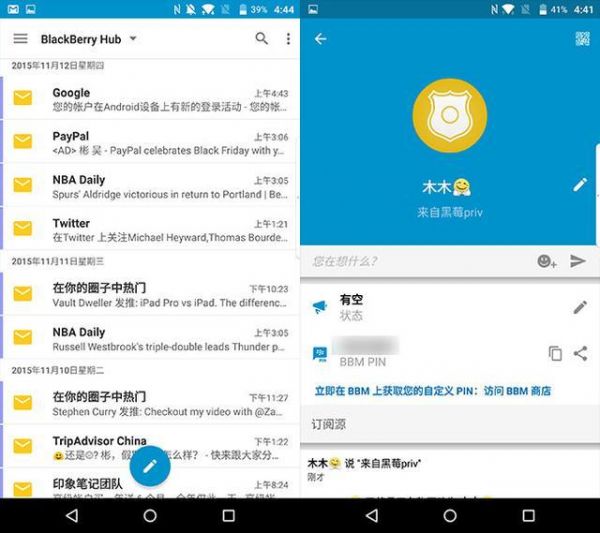 39% 4:44
BlackBerry Hub
2015年11月12日星期四
Google 上午4:43
您的帐户在Android设备上有新的登录活动 - 您的帐...
PayPal 上午3:06
<AD> 彬 吴 - PayPal celebrates Black Friday with y...
NBA Daily 上午3:05
Spurs' Aldridge victorious in return to Portland | Be...
Twitter 上午1:21
在Twitter 上关注Michael Heyward,Thomas Bourde...
2015年11月11日星期三
在你的圈子中热门 下午10:23
Vault Dweller 发推: iPad Pro vs iPad. The differenc...
NBA Daily 上午3:05
Russell Westbrook's triple-double leads Thunder p...
2015年11月10日星期二
在你的圈子中热门 下午11:27
Stephen Curry 发推: Checkout my video with @Za...
TripAdvisor China 下午1:22
还是😕? 彬，假 怎么样？ - 快来跟大家分...
印象笔记团队 上午8:24
41% 4:41
木木🤗
来自黑莓priv
您在想什么?
有空
状态
BBM PIN
立即在 BBM 上获取您的自定义 PIN：访问 BBM 商店
订阅源
木木🤗 说 "来自黑莓priv"
刚才